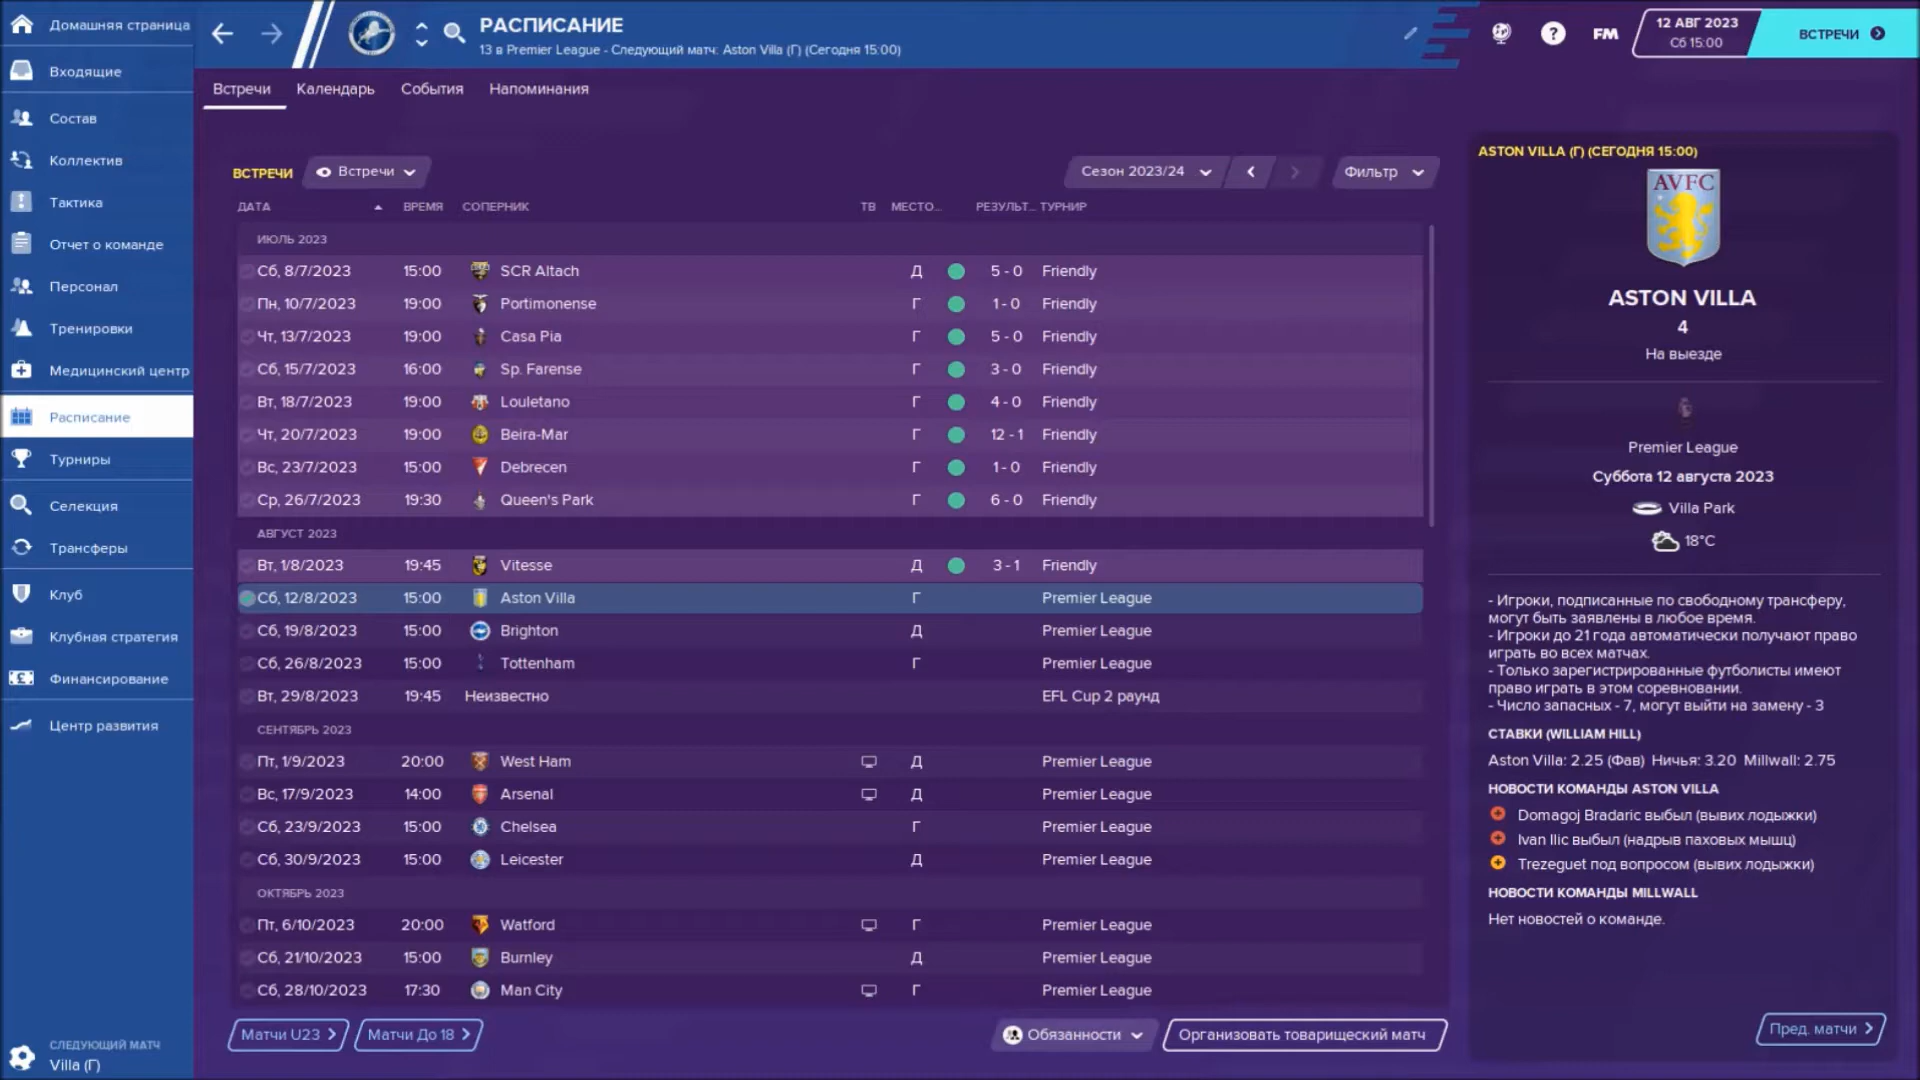 Домашняя страница
Входящие
Состав
Коллектив
Тактика
Отчет о команде
Персонал
Тренировки
Медицинский центр
Расписание
Турниры
Селекция
Трансферы
Клуб
Клубная стратегия
Финансирование
Центр развития
СЛЕДУЮЩИЙ МАТЧ
Villa (Г)
РАСПИСАНИЕ
13 в Premier League - Следующий матч: Aston Villa (Г) (Сегодня 15:00)
? FM
12 АВГ 2023
Сб 15:00
ВСТРЕЧИ
Встречи Календарь События Напоминания
ВСТРЕЧИ Встречи Сезон 2023/24 Фильтр
ДАТА ВРЕМЯ СОПЕРНИК ТВ МЕСТО... РЕЗУЛЬТ... ТУРНИР
ИЮЛЬ 2023
Сб, 8/7/2023 15:00 SCR Altach Д 5 - 0 Friendly
Пн, 10/7/2023 19:00 Portimonense Г 1 - 0 Friendly
Чт, 13/7/2023 19:00 Casa Pia Г 5 - 0 Friendly
Сб, 15/7/2023 16:00 Sp. Farense Г 3 - 0 Friendly
Вт, 18/7/2023 19:00 Louletano Г 4 - 0 Friendly
Чт, 20/7/2023 19:00 Beira-Mar Г 12 - 1 Friendly
Вс, 23/7/2023 15:00 Debrecen Г 1 - 0 Friendly
Ср, 26/7/2023 19:30 Queen's Park Г 6 - 0 Friendly
АВГУСТ 2023
Вт, 1/8/2023 19:45 Vitesse Д 3 - 1 Friendly
Сб, 12/8/2023 15:00 Aston Villa Г Premier League
Сб, 19/8/2023 15:00 Brighton Д Premier League
Сб, 26/8/2023 15:00 Tottenham Г Premier League
Вт, 29/8/2023 19:45 Неизвестно EFL Cup 2 раунд
СЕНТЯБРЬ 2023
Пт, 1/9/2023 20:00 West Ham Д Premier League
Вс, 17/9/2023 14:00 Arsenal Д Premier League
Сб, 23/9/2023 15:00 Chelsea Г Premier League
Сб, 30/9/2023 15:00 Leicester Д Premier League
ОКТЯБРЬ 2023
Пт, 6/10/2023 20:00 Watford Г Premier League
Сб, 21/10/2023 15:00 Burnley Д Premier League
Сб, 28/10/2023 17:30 Man City Г Premier League
Матчи U23 Матчи До 18 Обязанности Организовать товарищеский матч
ASTON VILLA (Г) (СЕГОДНЯ 15:00)
AVFC
ASTON VILLA
4
На выезде
Premier League
Суббота 12 августа 2023
Villa Park
18°C
- Игроки, подписанные по свободному трансферу,
могут быть заявлены в любое время.
- Игроки до 21 года автоматически получают право
играть во всех матчах.
- Только зарегистрированные футболисты имеют
право играть в этом соревновании.
- Число запасных - 7, могут выйти на замену - 3
СТАВКИ (WILLIAM HILL)
Aston Villa: 2.25 (Фав) Ничья: 3.20 Millwall: 2.75
НОВОСТИ КОМАНДЫ ASTON VILLA
Domagoj Bradaric выбыл (вывих лодыжки)
Ivan Ilic выбыл (надрыв паховых мышц)
Trezeguet под вопросом (вывих лодыжки)
НОВОСТИ КОМАНДЫ MILLWALL
Нет новостей о команде.
Пред. матчи